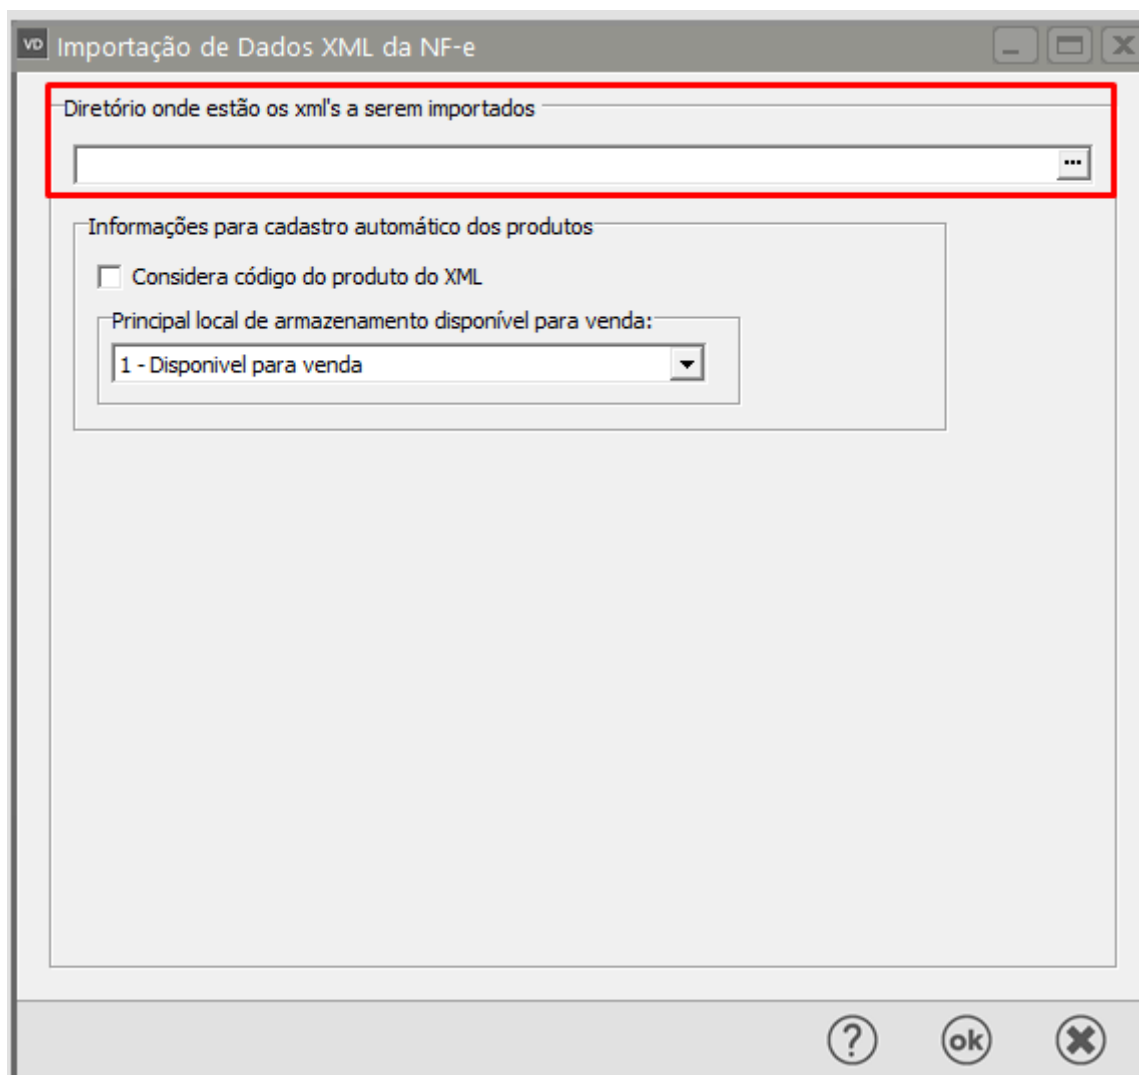 VD Importação de Dados XML da NF-e
Diretório onde estão os xml's a serem importados
...
Informações para cadastro automático dos produtos
Considera código do produto do XML
Principal local de armazenamento disponível para venda:
1 - Disponivel para venda
? ok